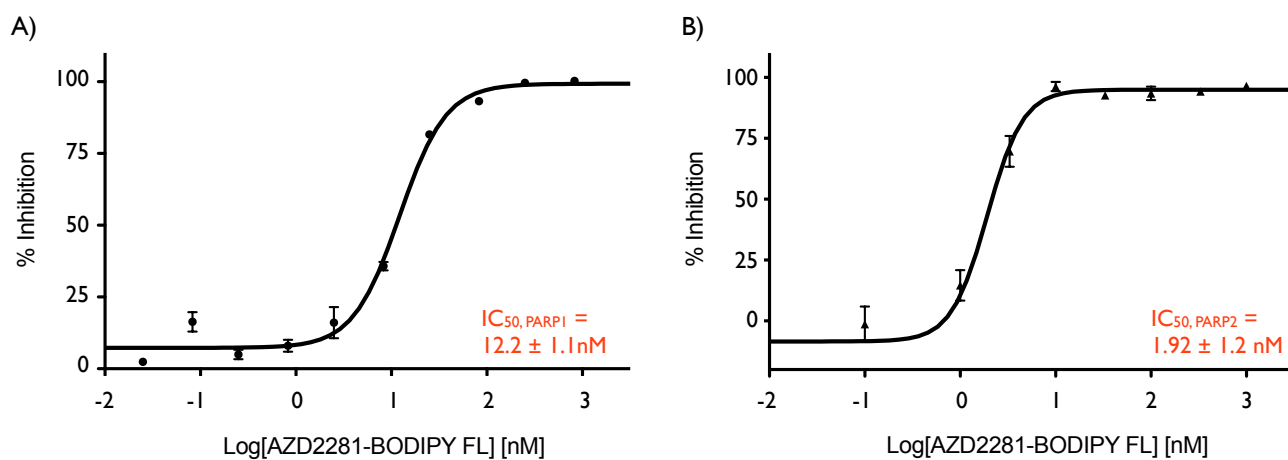 A)
% Inhibition
100
75
50
25
0
-2 -1 0 1 2 3
Log[AZD2281-BODIPY FL] [nM]
IC50, PARP1 =
12.2 ± 1.1nM
B)
% Inhibition
100
75
50
25
0
-2 -1 0 1 2 3
Log[AZD2281-BODIPY FL] [nM]
IC50, PARP2 =
1.92 ± 1.2 nM